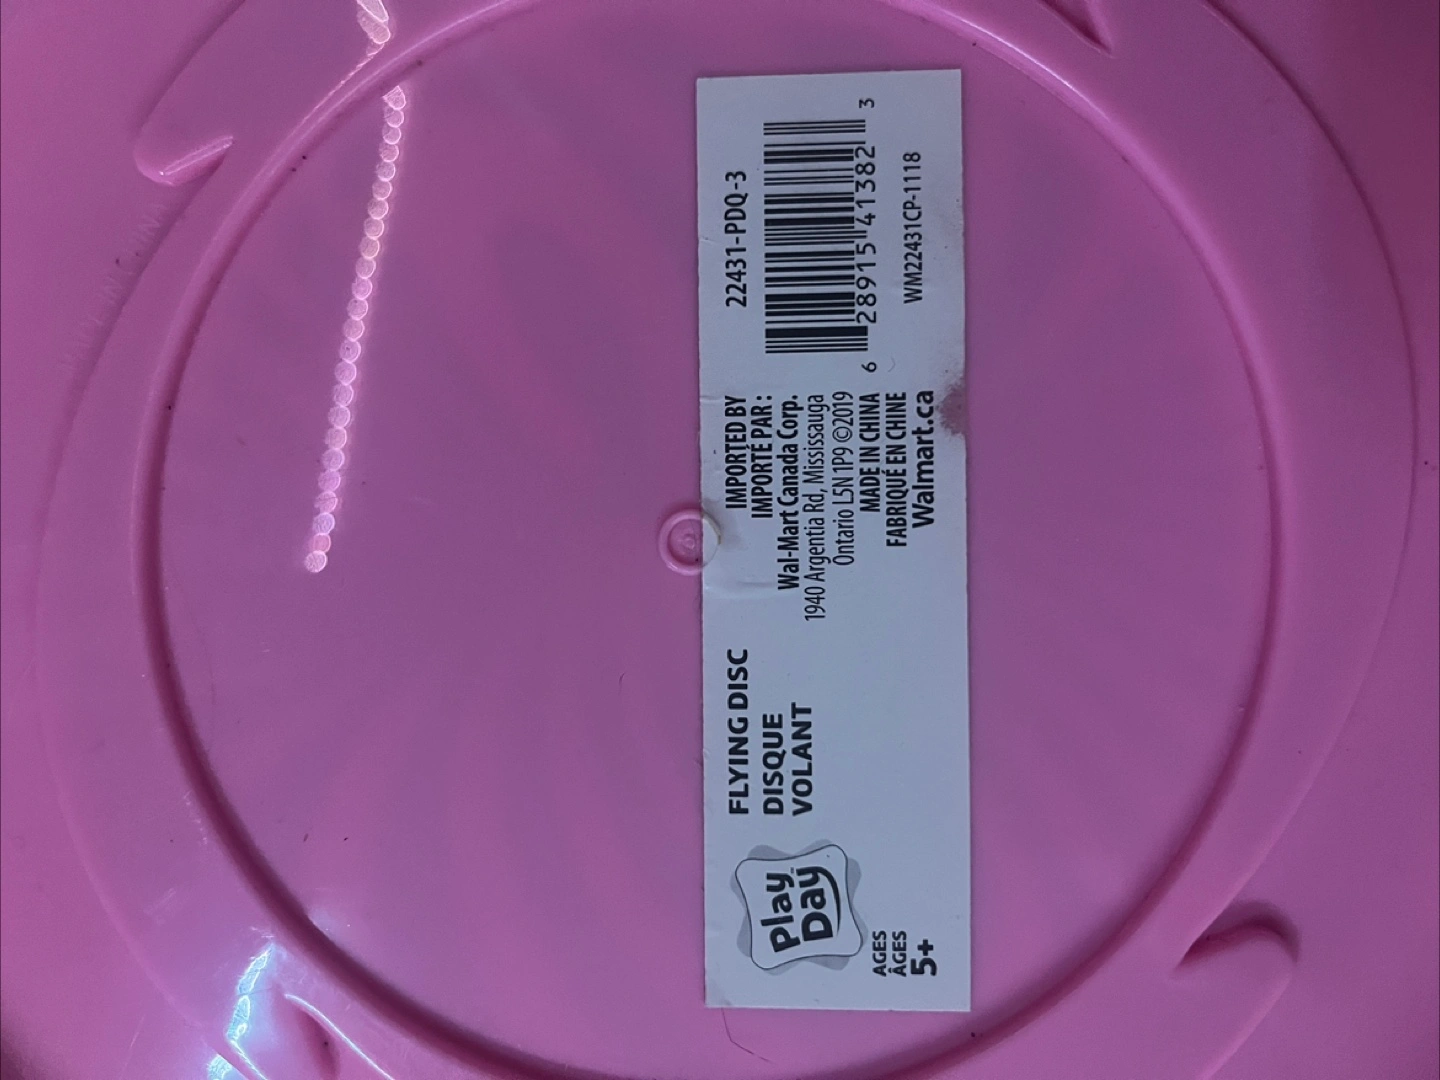 Play
Day
AGES
ÂGES
5+
FLYING DISC
DISQUE
VOLANT
IMPORTED BY
IMPORTÉ PAR :
Wal-Mart Canada Corp.
1940 Argentia Rd, Mississauga
Ontario L5N 1P9 ©2019
MADE IN CHINA
FABRIQUÉ EN CHINE
Walmart.ca
22431-PDQ-3
6 28915 41382 3
WM22431CP-1118